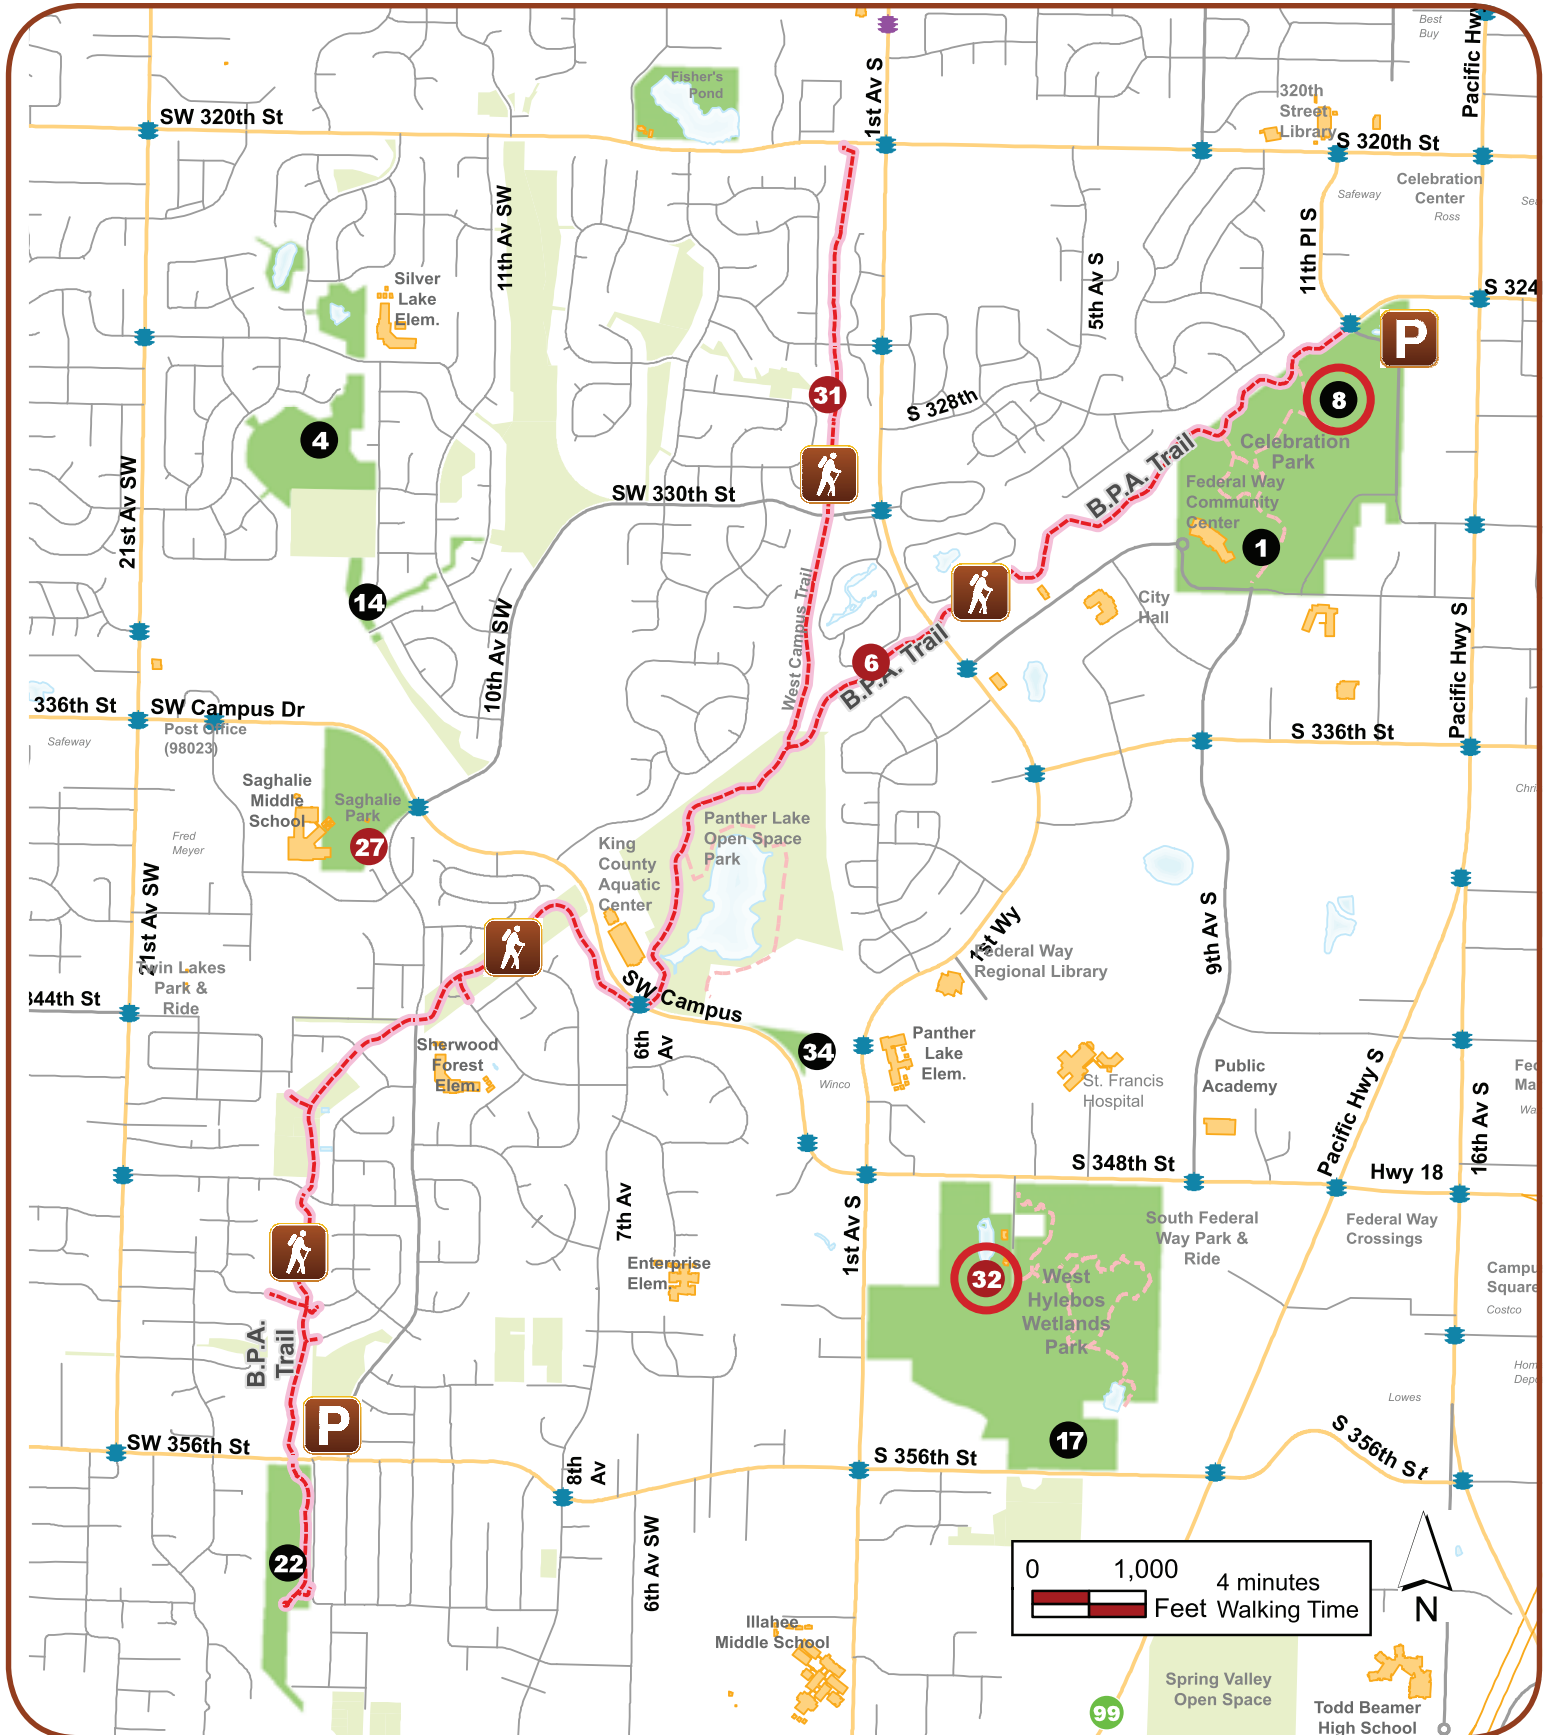 Best
Buy
Pacific Hwy
Fisher's
Pond
1st Av S
320th
Street
Library
SW 320th St
S 320th St
Celebration
Center
Safeway
Ross
11th Av SW
11th Pl S
5th Av S
S 324
Silver
Lake
Elem.
P
31
8
S 328th
4
Celebration
Park
B.P.A. Trail
Federal Way
Community
Center
SW 330th St
21st Av SW
1
14
City
Hall
West Campus Trail
10th Av SW
6
B.P.A. Trail
Pacific Hwy S
336th St
SW Campus Dr
Post Office
(98023)
Safeway
S 336th St
Saghalie
Middle
School
Saghalie
Park
27
Fred
Meyer
Panther Lake
Open Space
Park
King
County
Aquatic
Center
21st Av SW
9th Av S
1st Wy
Federal Way
Regional Library
Twin Lakes
Park &
Ride
344th St
SW Campus
6th
Av
34
Winco
Panther
Lake
Elem.
Sherwood
Forest
Elem.
St. Francis
Hospital
Public
Academy
Pacific Hwy S
16th Av S
S 348th St
Hwy 18
7th Av
1st Av S
South Federal
Way Park &
Ride
Federal Way
Crossings
Enterprise
Elem.
32
West
Hylebos
Wetlands
Park
Costco
B.P.A.
Trail
P
Lowes
SW 356th St
8th
Av
S 356th St
17
S 356th St
22
6th Av SW
0
1,000
Feet
4 minutes
Walking Time
N
Illahee
Middle School
Spring Valley
Open Space
99
Todd Beamer
High School